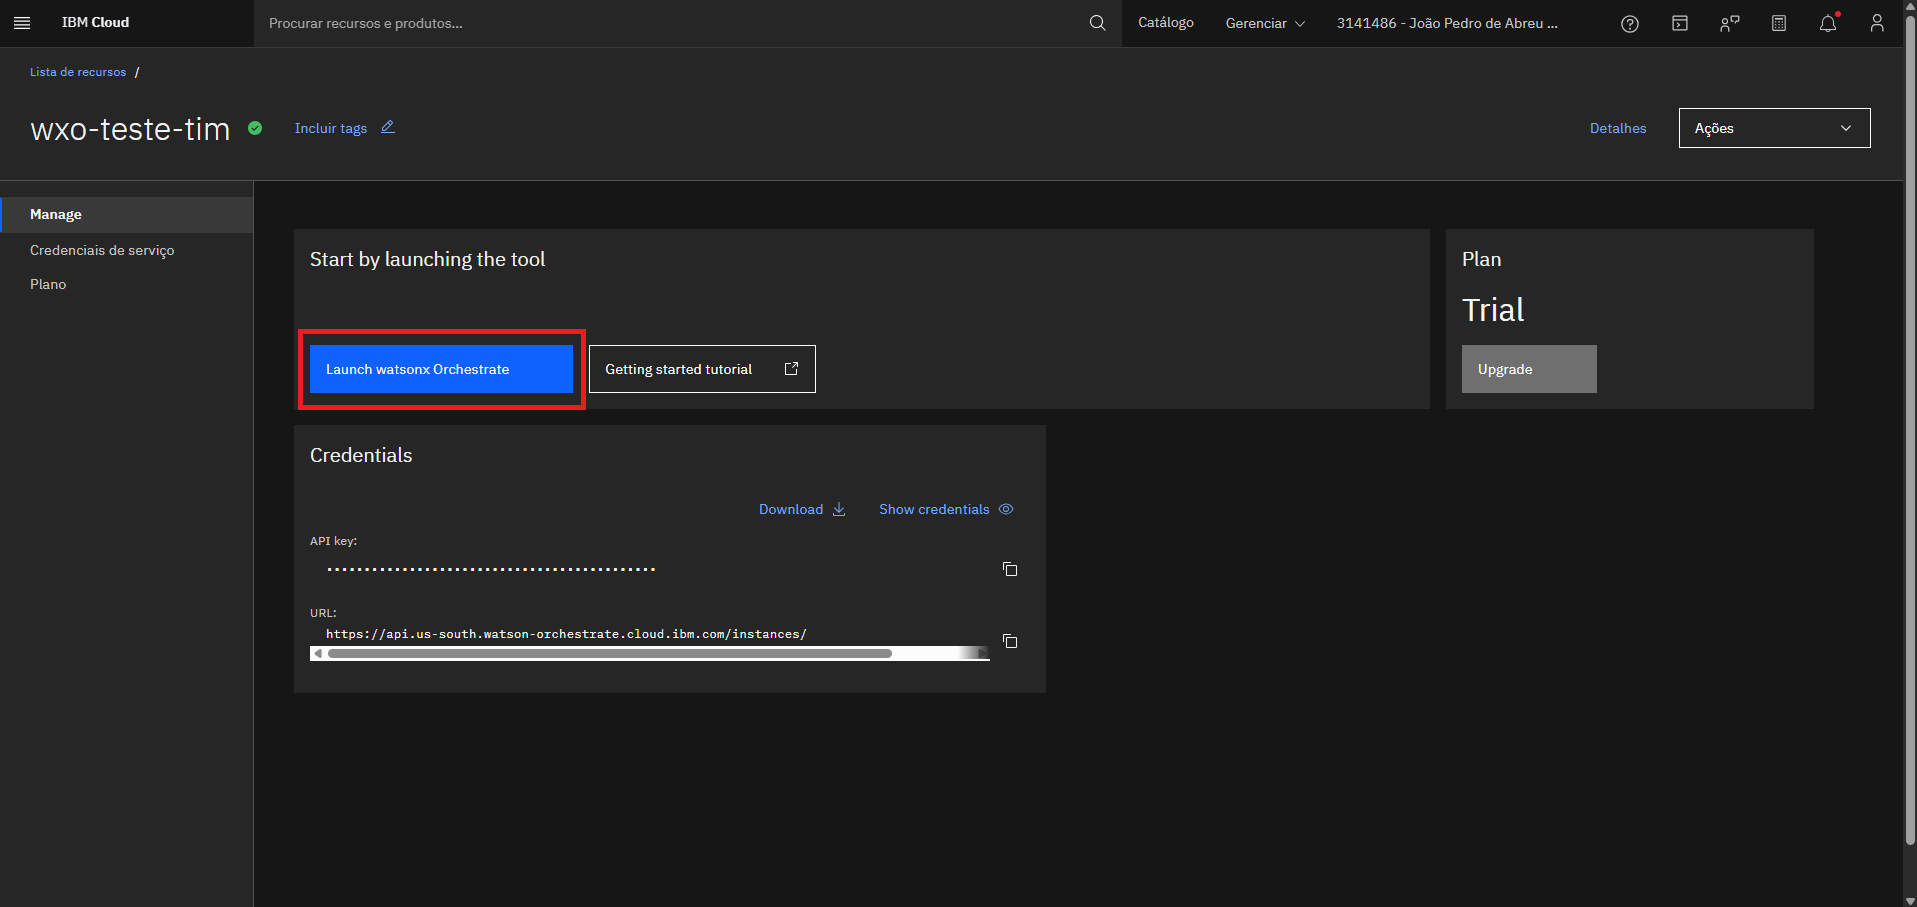 IBM Cloud
Procurar recursos e produtos...
Catálogo
Gerenciar
3141486 - João Pedro de Abreu ...
Lista de recursos /
wxo-teste-tim
Incluir tags
Detalhes
Ações
Manage
Credenciais de serviço
Plano
Start by launching the tool
Launch watsonx Orchestrate
Getting started tutorial
Plan
Trial
Upgrade
Credentials
Download
Show credentials
API key:
URL:
https://api.us-south.watson-orchestrate.cloud.ibm.com/instances/